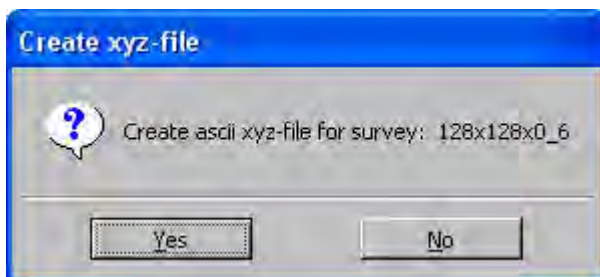 Create xyz-file
?
Create ascii xyz-file for survey: 128x128x0_6
Yes
No